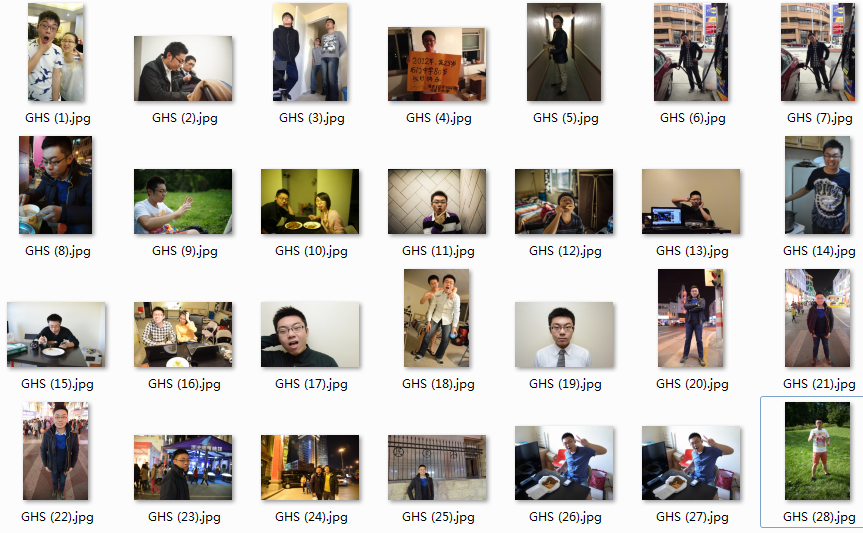 GHS (1).jpg
GHS (2).jpg
GHS (3).jpg
GHS (4).jpg
GHS (5).jpg
GHS (6).jpg
GHS (7).jpg
GHS (8).jpg
GHS (9).jpg
GHS (10).jpg
GHS (11).jpg
GHS (12).jpg
GHS (13).jpg
GHS (14).jpg
GHS (15).jpg
GHS (16).jpg
GHS (17).jpg
GHS (18).jpg
GHS (19).jpg
GHS (20).jpg
GHS (21).jpg
GHS (22).jpg
GHS (23).jpg
GHS (24).jpg
GHS (25).jpg
GHS (26).jpg
GHS (27).jpg
GHS (28).jpg